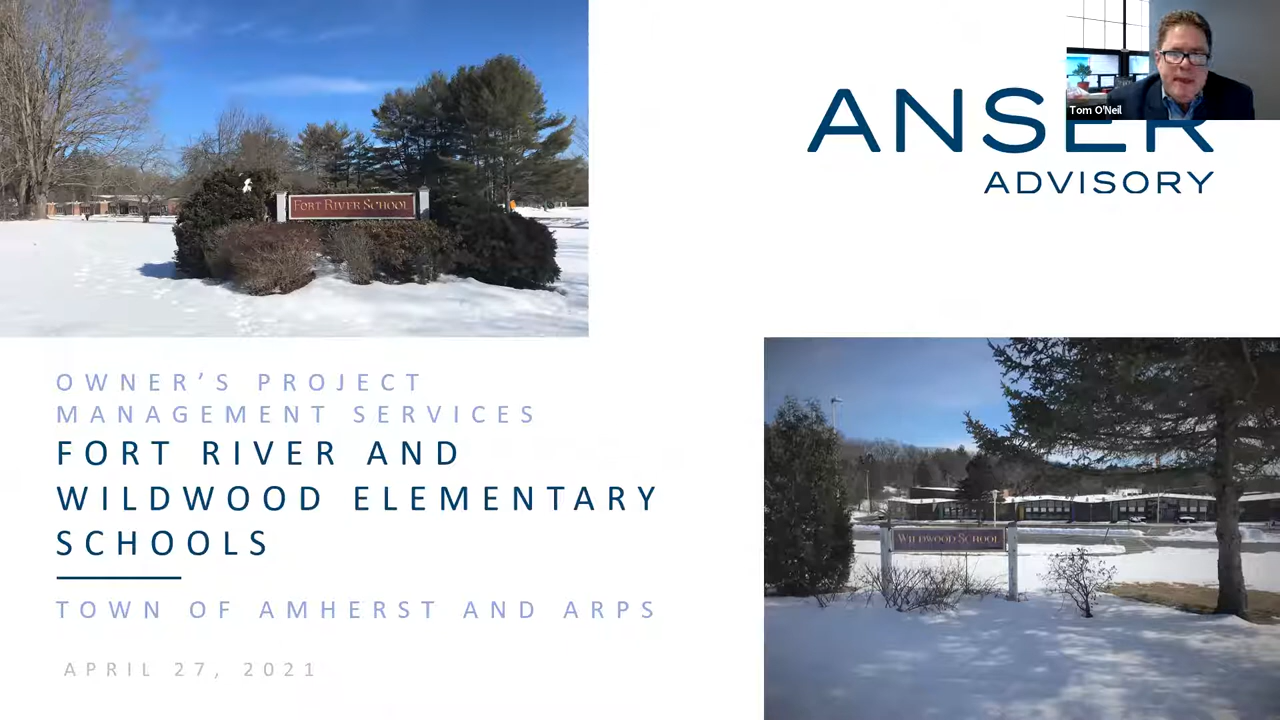 FORT RIVER SCHOOL
Tom O'Neil
ANSER
ADVISORY
OWNER'S PROJECT
MANAGEMENT SERVICES
FORT RIVER AND
WILDWOOD ELEMENTARY
SCHOOLS
TOWN OF AMHERST AND ARPS
APRIL 27, 2021
WILDWOOD SCHOOL